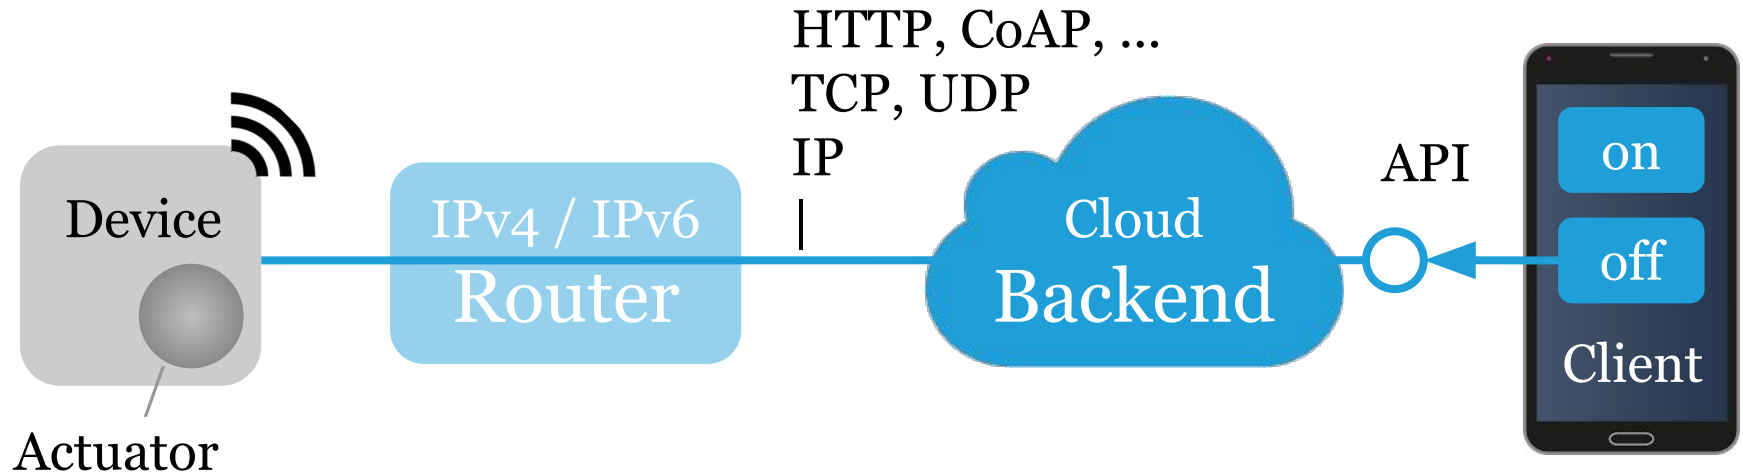 HTTP, CoAP, ...
TCP, UDP
IP
Device
Actuator
IPv4 / IPv6
Router
Cloud
Backend
API
on
off
Client